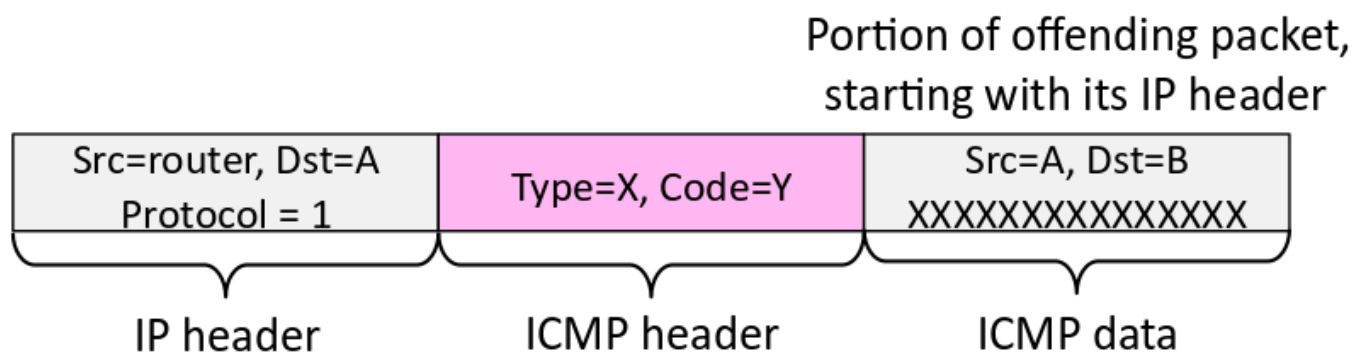 Portion of offending packet,
starting with its IP header
Src=router, Dst=A
Protocol = 1
Type=X, Code=Y
Src=A, Dst=B
XXXXXXXXXXXXXXX
IP header
ICMP header
ICMP data